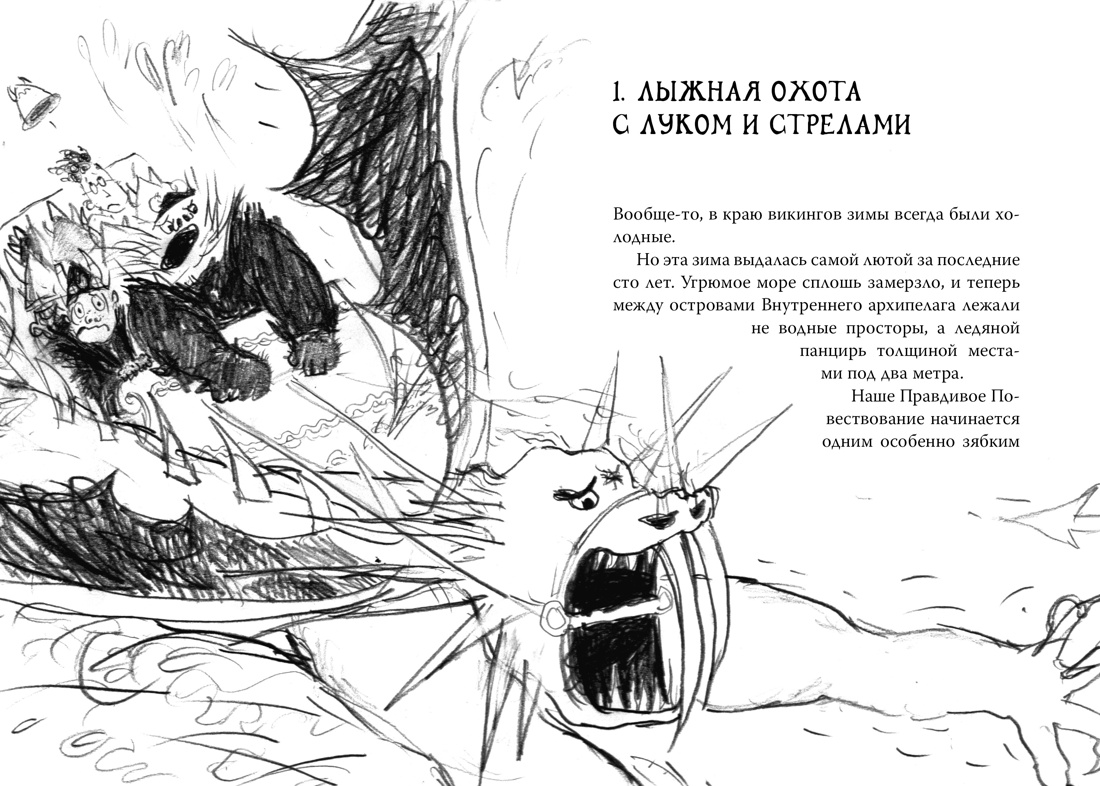 1. ЛЫЖНАЯ ОХОТА
С ЛУКОМ И СТРЕЛАМИ
Вообще-то, в краю викингов зимы всегда были хо-
лодные.
Но эта зима выдалась самой лютой за последние
сто лет. Угрюмое море сплошь замерзло, и теперь
между островами Внутреннего архипелага лежали
не водные просторы, а ледяной
панцирь толщиной места-
ми под два метра.
Наше Правдивое По-
вествование начинается
одним особенно зябким